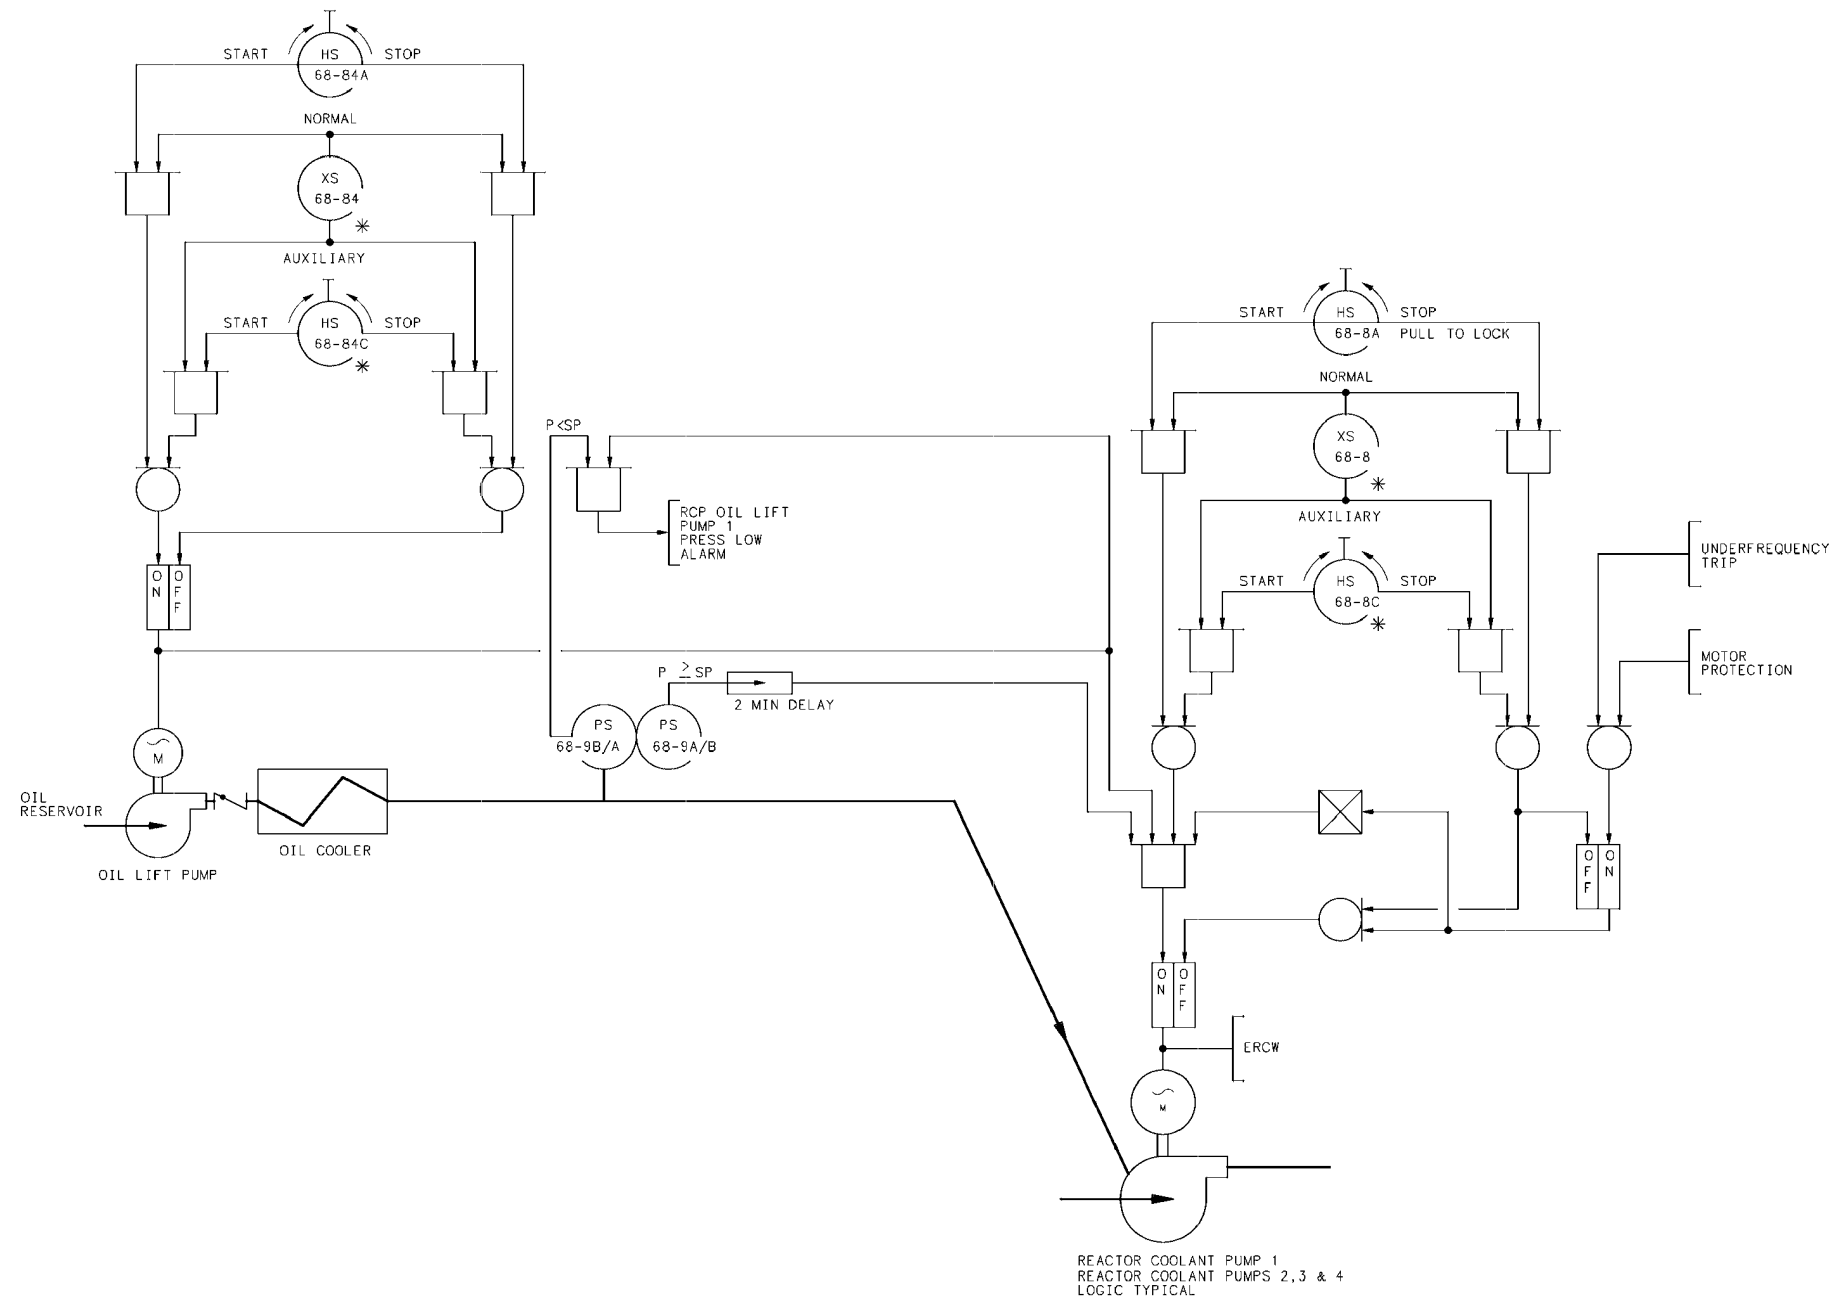 START
HS
68-84A
STOP
NORMAL
XS
68-84
*
AUXILIARY
START
HS
68-84C
STOP
*
ON
OFF
P<SP
RCP OIL LIFT
PUMP 1
PRESS LOW
ALARM
P ≥ SP
2 MIN DELAY
PS
68-9B/A
PS
68-9A/B
M
OIL
RESERVOIR
OIL LIFT PUMP
OIL COOLER
START
HS
68-8A
STOP
PULL TO LOCK
NORMAL
XS
68-8
*
AUXILIARY
START
HS
68-8C
STOP
*
UNDERFREQUENCY
TRIP
MOTOR
PROTECTION
OFF
ON
ON
OFF
ERCW
M
REACTOR COOLANT PUMP 1
REACTOR COOLANT PUMPS 2,3 & 4
LOGIC TYPICAL